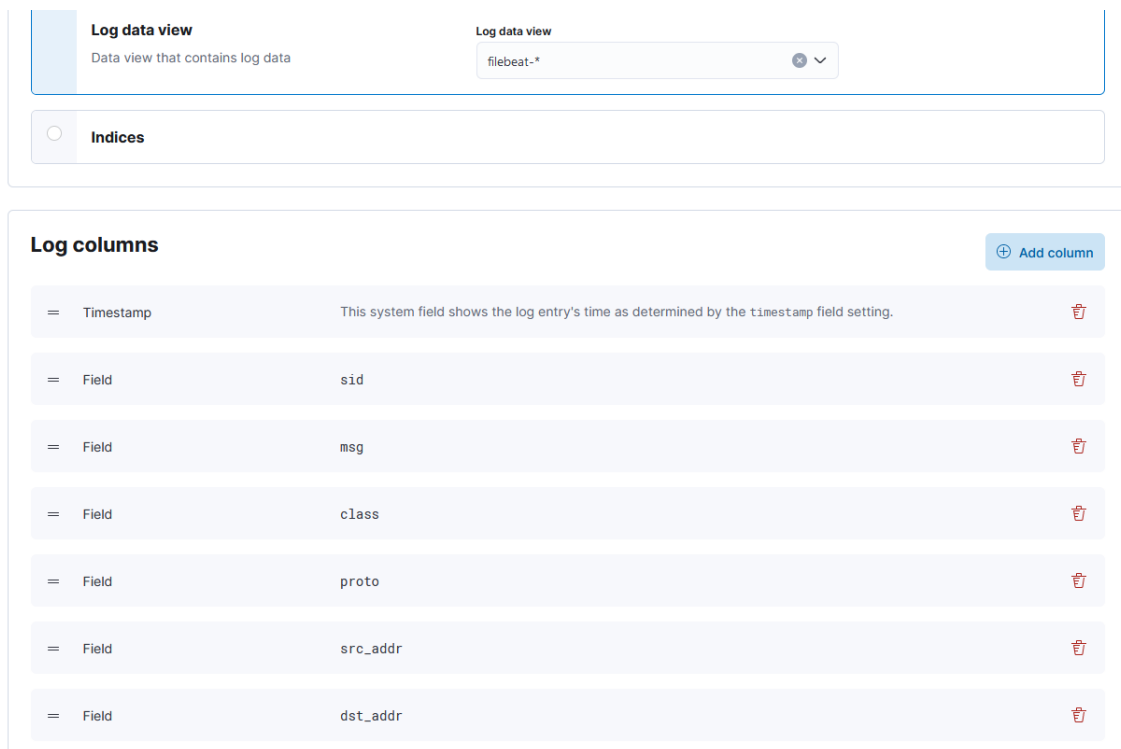 Log data view
Data view that contains log data
Log data view
filebeat-*
Indices
Log columns
Add column
Timestamp This system field shows the log entry's time as determined by the timestamp field setting.
Field sid
Field msg
Field class
Field proto
Field src_addr
Field dst_addr